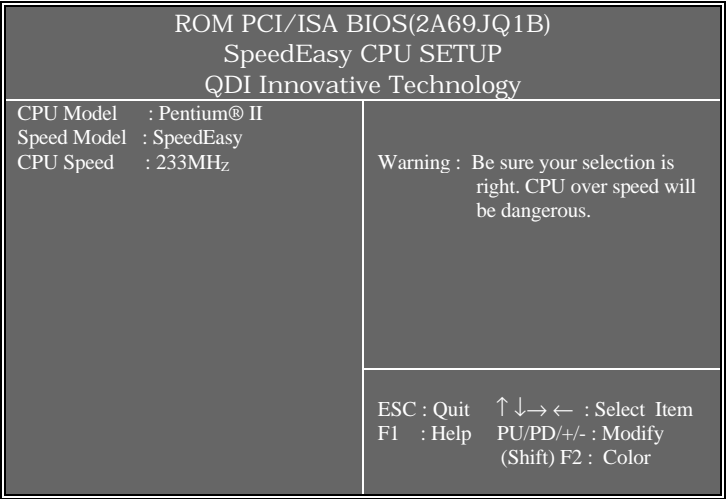 ROM PCI/ISA BIOS(2A69JQ1B)
SpeedEasy CPU SETUP
QDI Innovative Technology
CPU Model : Pentium® II
Speed Model : SpeedEasy
CPU Speed : 233MHz
Warning : Be sure your selection is
right. CPU over speed will
be dangerous.
ESC : Quit ↑ ↓→ ← : Select Item
F1 : Help PU/PD/+/- : Modify
(Shift) F2 : Color